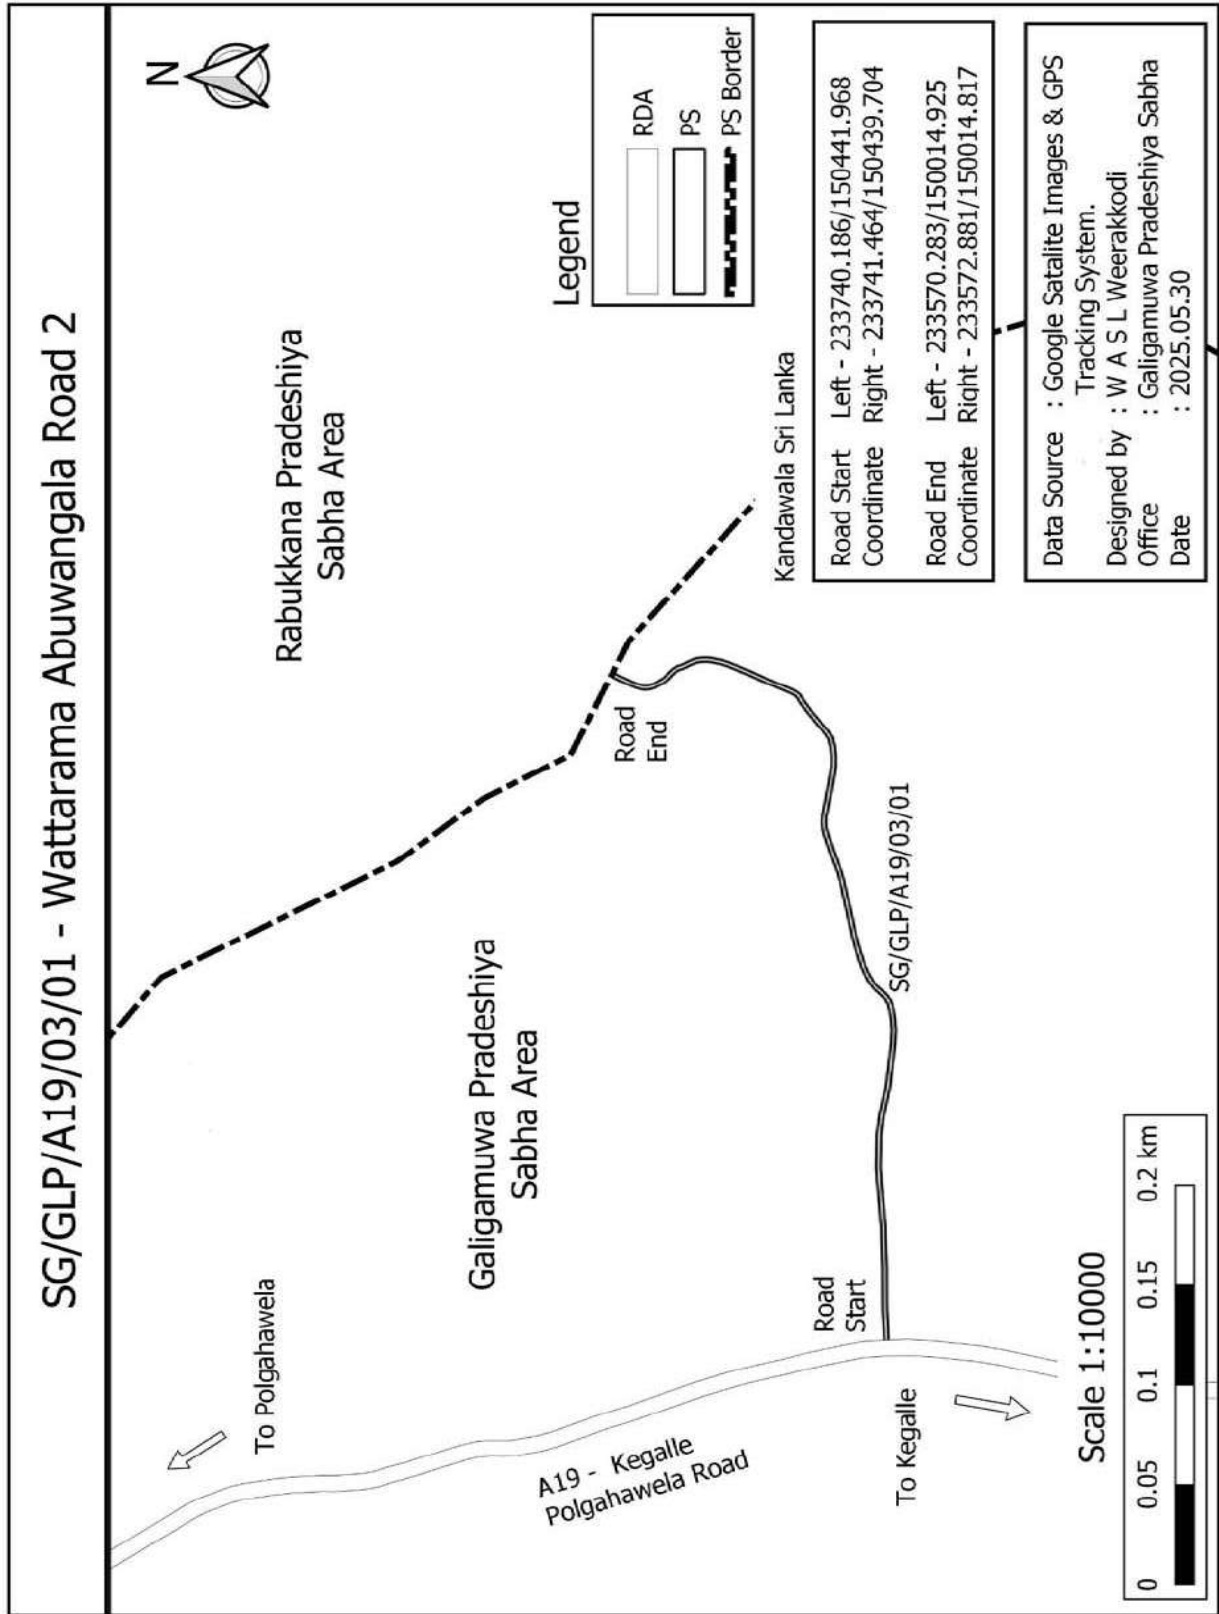 SG/GLP/A19/03/01 - Wattarama Abuwangala Road 2
N
To Polgahawela
Rabukkana Pradeshiya
Sabha Area
Galigamuwa Pradeshiya
Sabha Area
A19 - Kegalle
Polgahawela Road
Road
End
Road
Start
To Kegalle
SG/GLP/A19/03/01
Kandawala Sri Lanka
Legend
RDA
PS
PS Border
Road Start Left - 233740.186/150441.968
Coordinate Right - 233741.464/150439.704
Road End Left - 233570.283/150014.925
Coordinate Right - 233572.881/150014.817
Data Source : Google Satalite Images & GPS
Tracking System.
Designed by : W A S L Weerakkodi
Office : Galigamuwa Pradeshiya Sabha
Date : 2025.05.30
Scale 1:10000
0 0.05 0.1 0.15 0.2 km